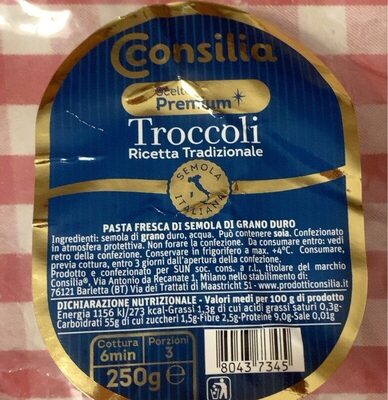 Consilia
Scelte
Premium
Troccoli
Ricetta Tradizionale
SEMOLA
ITALIANA
PASTA FRESCA DI SEMOLA DI GRANO DURO
Ingredienti: semola di grano duro, acqua. Può contenere soia. Confezionato
in atmosfera protettiva. Non forare la confezione. Da consumare entro: vedi
retro della confezione. Conservare in frigorifero a max. +4°C. Consumare,
previa cottura, entro 3 giorni dall'apertura della confezione.
Prodotto e confezionato per SUN soc. cons. a r.l., titolare del marchio
Consilia®, Via Antonio da Recanate 1, Milano nello stabilimento di:
76121 Barletta (BT) Via dei Trattati di Maastricht 51 - www.prodotticonsilia.it
DICHIARAZIONE NUTRIZIONALE - Valori medi per 100 g di prodotto
Energia 1156 kJ/273 kcal-Grassi 1,3g di cui acidi grassi saturi 0,3g-
Carboidrati 55g di cui zuccheri 1,5g-Fibre 2,5g-Proteine 9,0g-Sale 0,01g
Cottura
6min
Porzioni
3
250g e
8043 7345